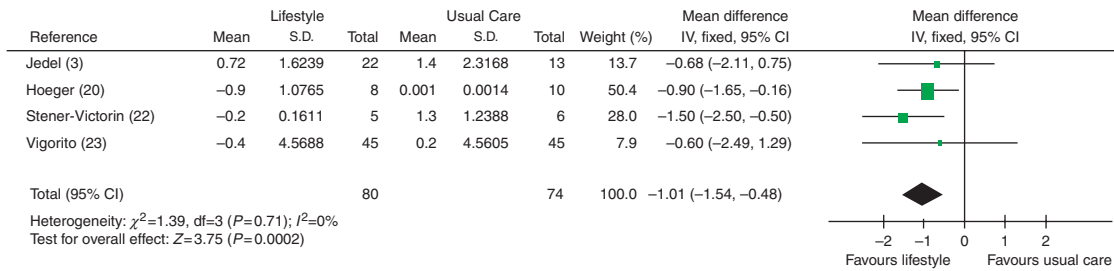 Lifestyle Usual Care Mean difference Mean difference
Reference Mean S.D. Total Mean S.D. Total Weight (%) IV, fixed, 95% CI IV, fixed, 95% CI
Jedel (3) 0.72 1.6239 22 1.4 2.3168 13 13.7 −0.68 (−2.11, 0.75)
Hoeger (20) −0.9 1.0765 8 0.001 0.0014 10 50.4 −0.90 (−1.65, −0.16)
Stener-Victorin (22) −0.2 0.1611 5 1.3 1.2388 6 28.0 −1.50 (−2.50, −0.50)
Vigorito (23) −0.4 4.5688 45 0.2 4.5605 45 7.9 −0.60 (−2.49, 1.29)
Total (95% CI) 80 74 100.0 −1.01 (−1.54, −0.48)
Heterogeneity: χ²=1.39, df=3 (P=0.71); I²=0%
Test for overall effect: Z=3.75 (P=0.0002)
−2 −1 0 1 2
Favours lifestyle Favours usual care